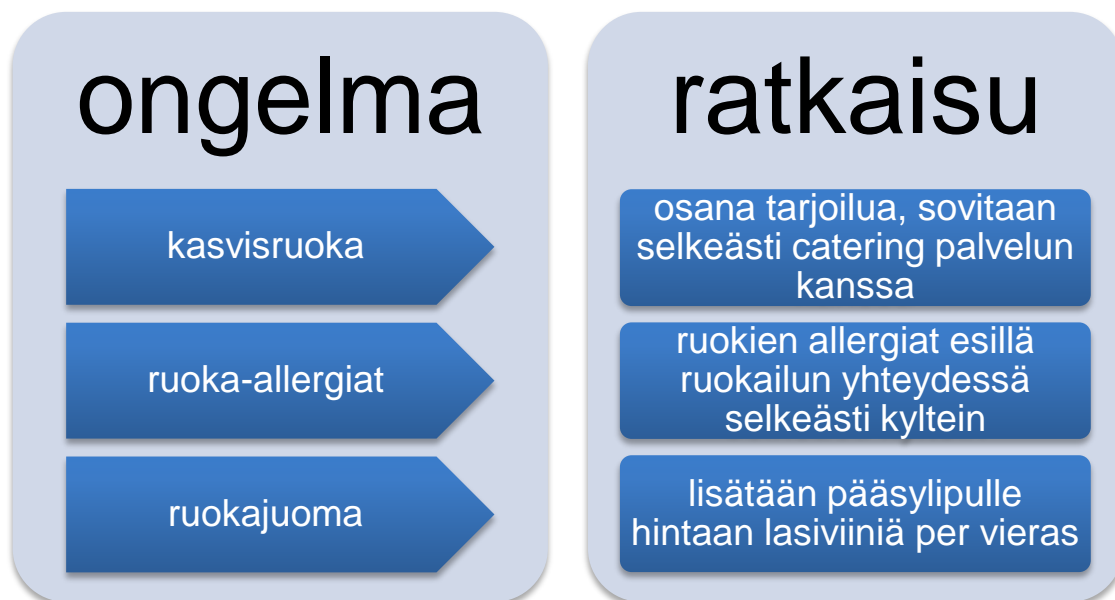 ongelma
kasvisruoka
ruoka-allergiat
ruokajuoma
ratkaisu
osana tarjoilua, sovitaan
selkeästi catering palvelun
kanssa
ruokien allergiat esillä
ruokailun yhteydessä
selkeästi kyltein
lisätään pääsylipulle
hintaan lasiviiniä per vieras